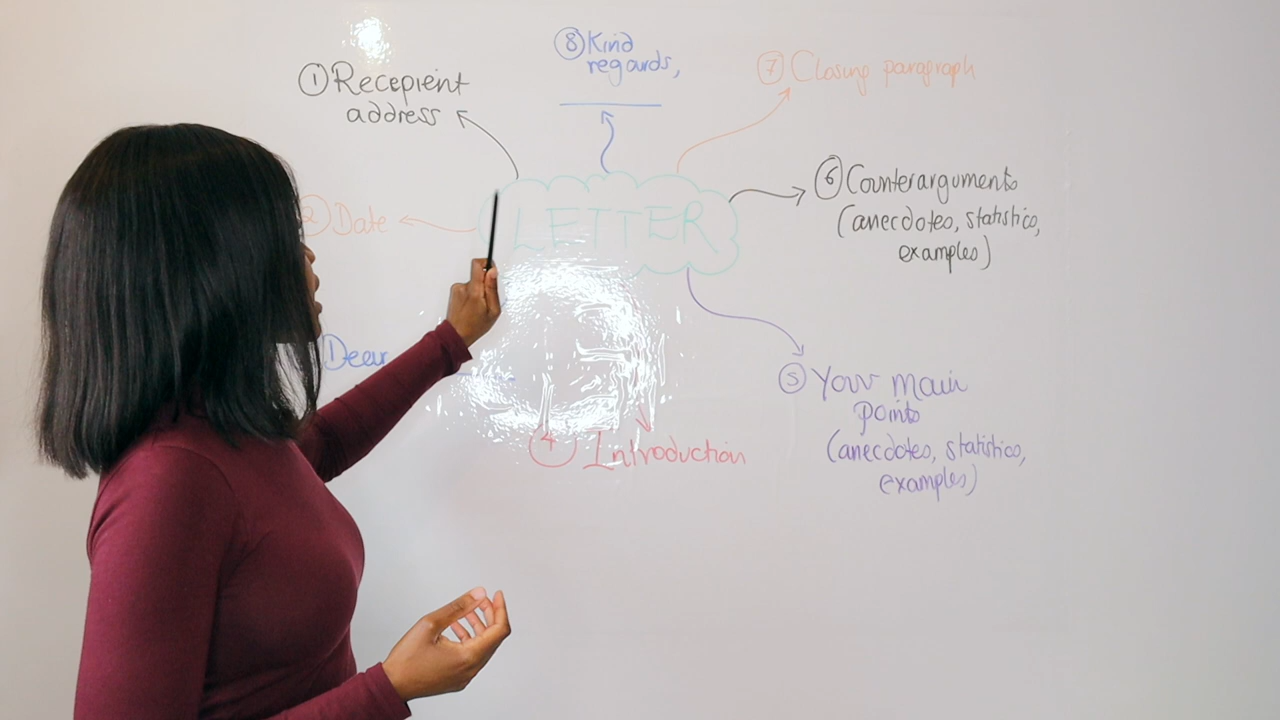 LETTER
① Recepient
address
② Date
Dear
④ Introduction
⑤ Your main
points
(anecdotes, statistics,
examples)
⑥ Counterarguments
(anecdotes, statistics,
examples)
⑦ Closing paragraph
⑧ Kind
regards,